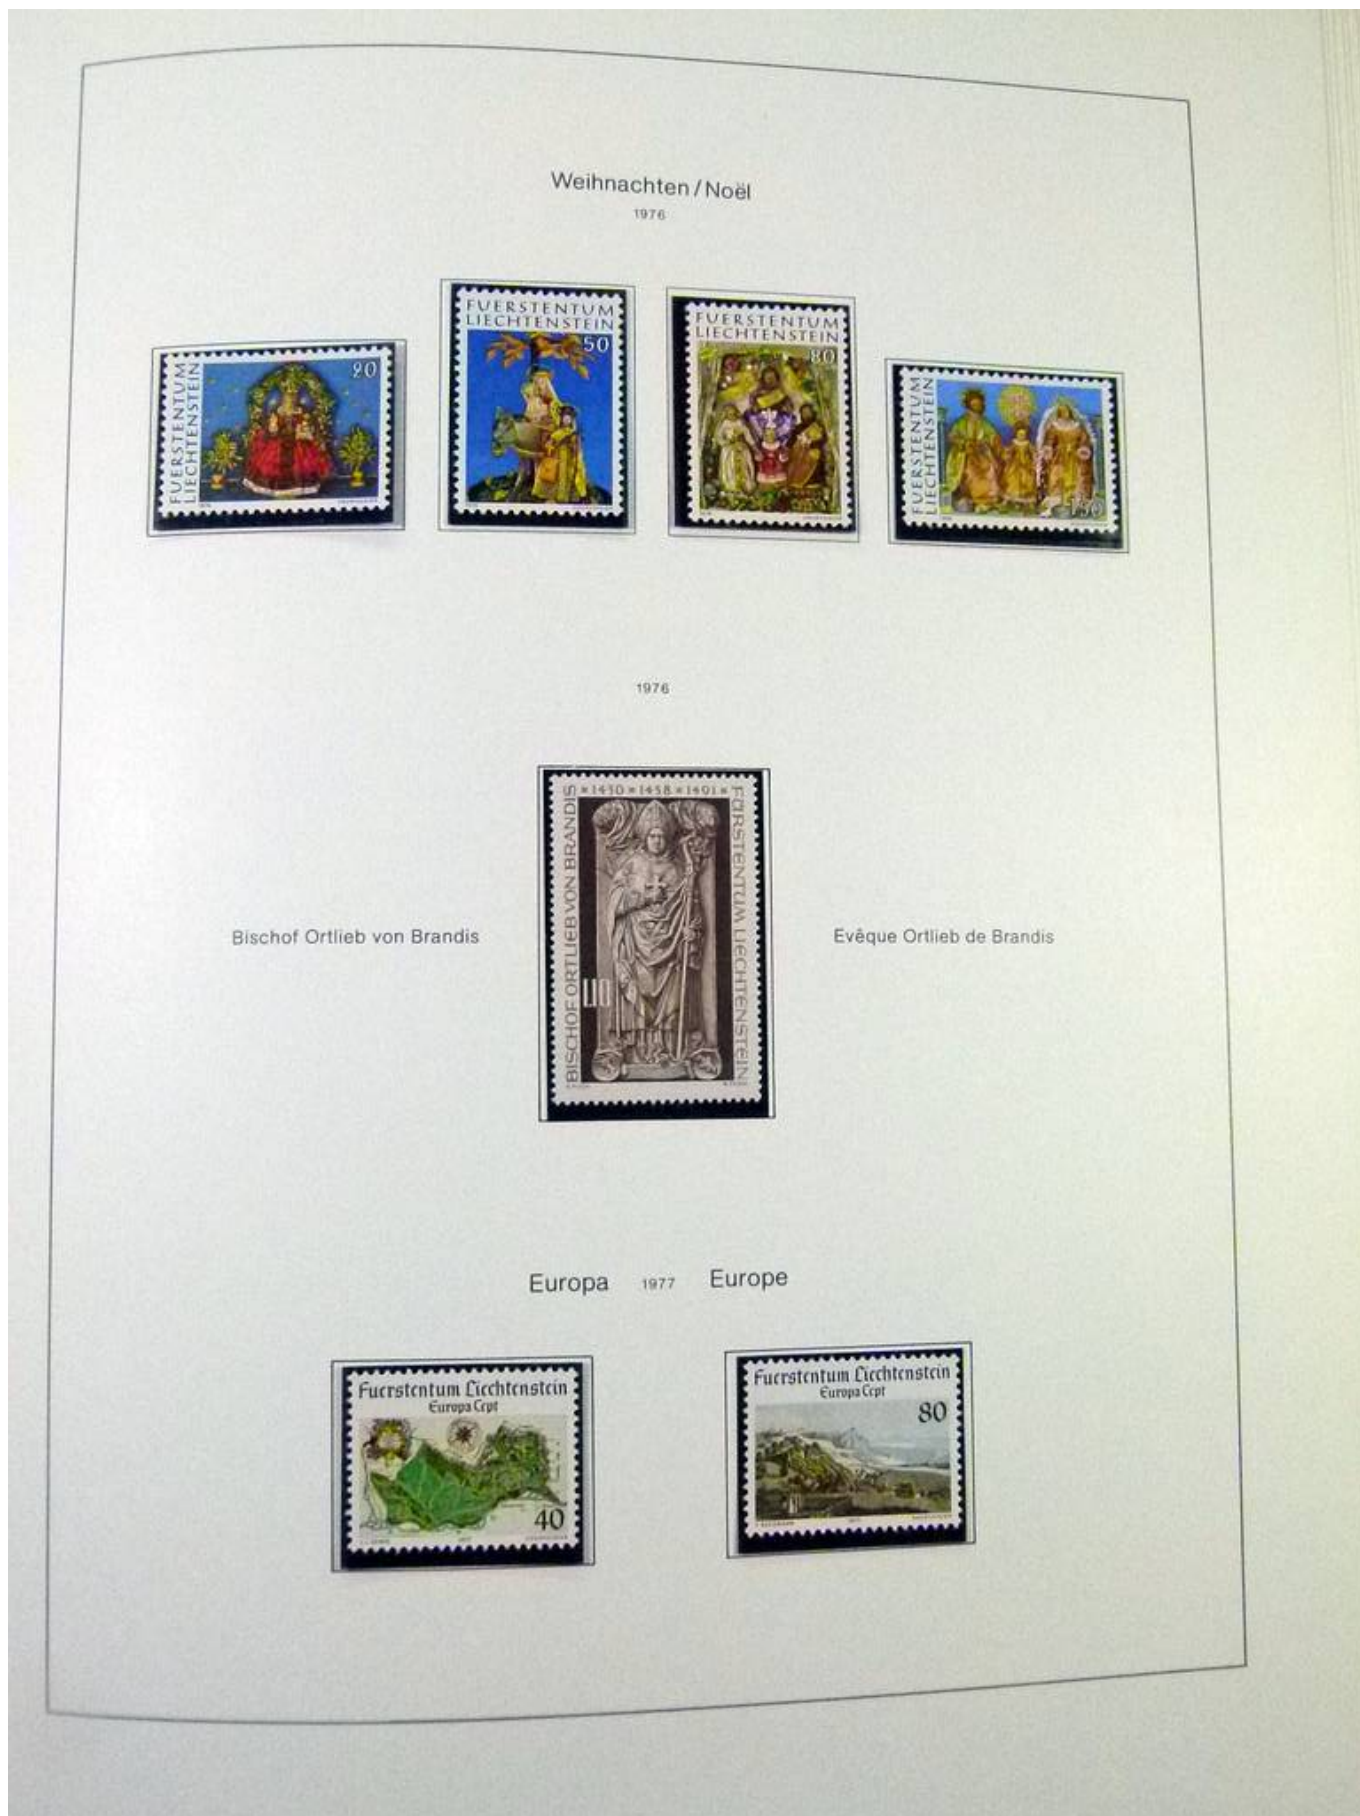 Weihnachten/Noël
1976
FUERSTENTUM
LIECHTENSTEIN
20
FUERSTENTUM
LIECHTENSTEIN
50
FUERSTENTUM
LIECHTENSTEIN
80
FUERSTENTUM
LIECHTENSTEIN
1976
1450 * 1458 * 1491
BISCHOF ORTLIEB VON BRANDIS
FÜRSTENTUM LIECHTENSTEIN
1.10
Bischof Ortlieb von Brandis
Evêque Ortlieb de Brandis
Europa 1977 Europe
Fuerstentum Liechtenstein
Europa Cept
40
Fuerstentum Liechtenstein
Europa Cept
80